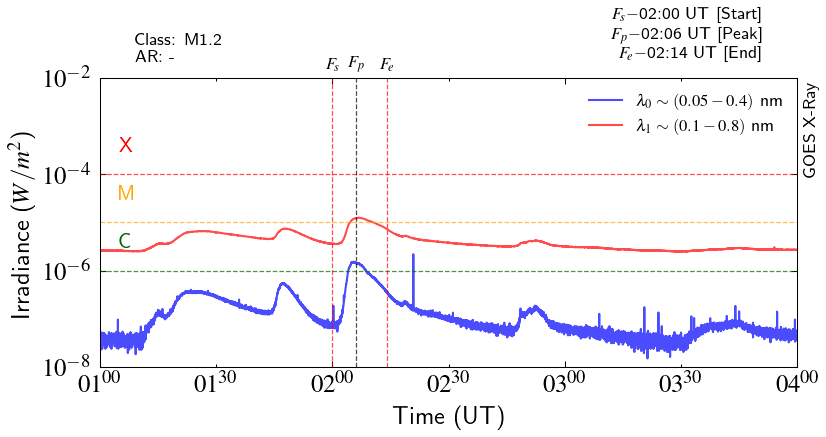 Class: M1.2
AR: -
Fₛ−02:00 UT [Start]
Fₚ−02:06 UT [Peak]
Fₑ−02:14 UT [End]
Fₛ Fₚ Fₑ
λ₀ ∼ (0.05 − 0.4) nm
λ₁ ∼ (0.1 − 0.8) nm
GOES X-Ray
X
M
C
10⁻²
10⁻⁴
10⁻⁶
10⁻⁸
Irradiance (W/m²)
01⁰⁰ 01³⁰ 02⁰⁰ 02³⁰ 03⁰⁰ 03³⁰ 04⁰⁰
Time (UT)